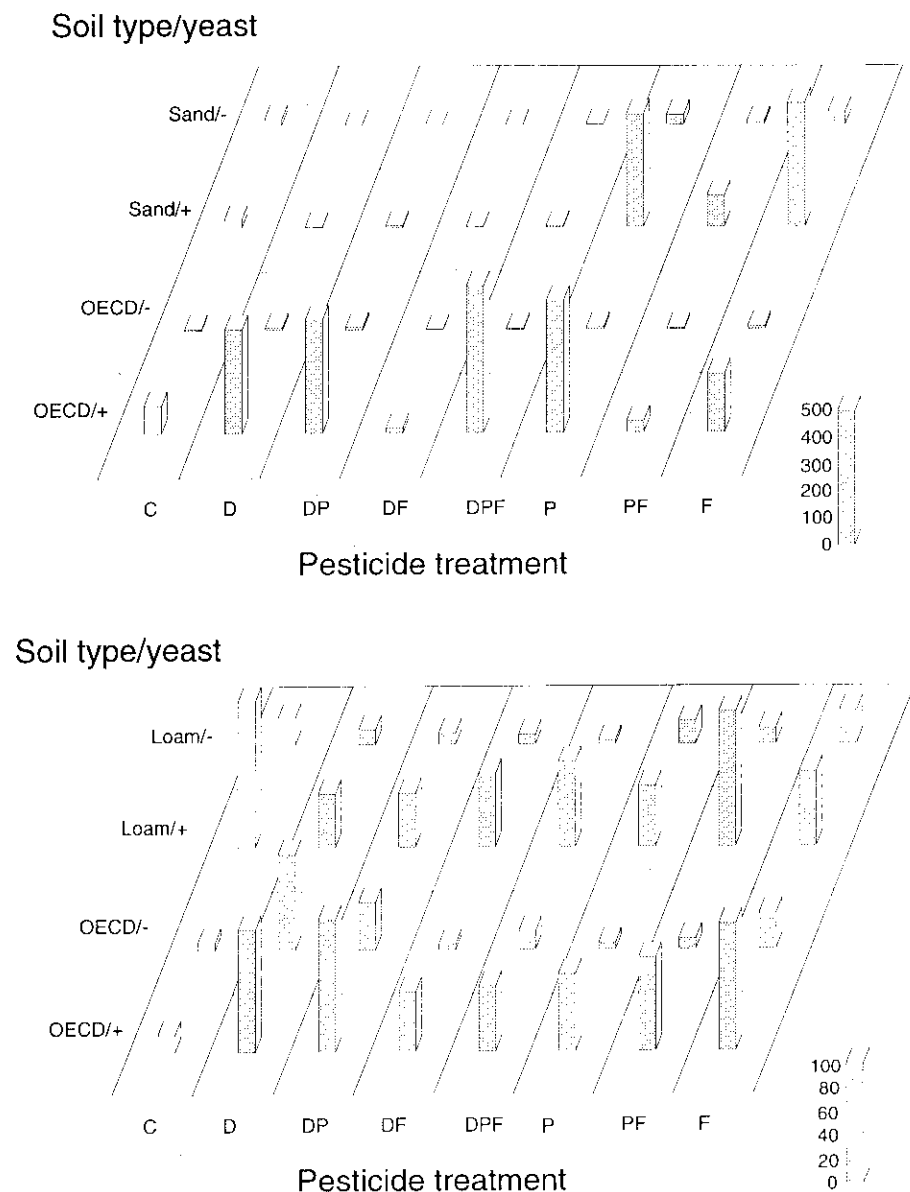 Soil type/yeast
Sand/-
Sand/+
OECD/-
OECD/+
500
400
300
200
100
0
C D DP DF DPF P PF F
Pesticide treatment
Soil type/yeast
Loam/-
Loam/+
OECD/-
OECD/+
100
80
60
40
20
0
C D DP DF DPF P PF F
Pesticide treatment